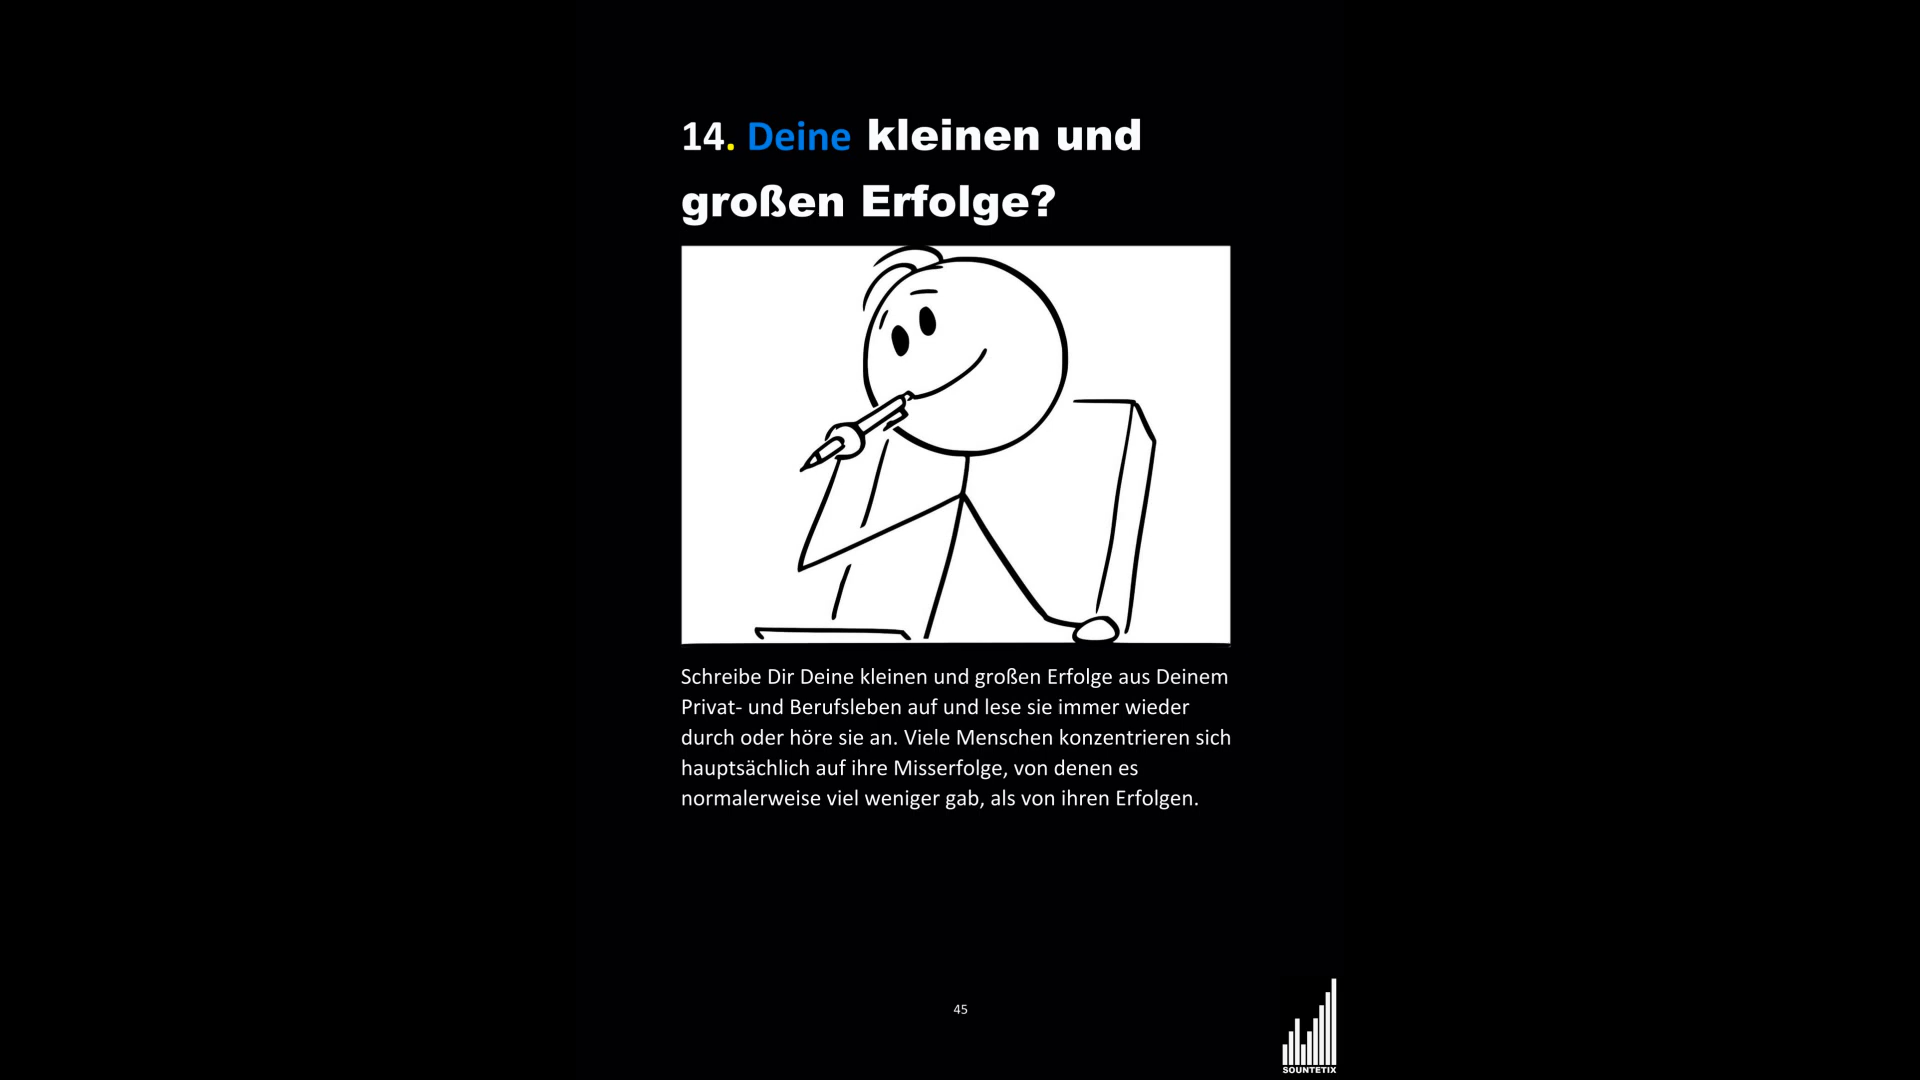 14. Deine kleinen und
großen Erfolge?
Schreibe Dir Deine kleinen und großen Erfolge aus Deinem
Privat- und Berufsleben auf und lese sie immer wieder
durch oder höre sie an. Viele Menschen konzentrieren sich
hauptsächlich auf ihre Misserfolge, von denen es
normalerweise viel weniger gab, als von ihren Erfolgen.
45
SOUNTETIX